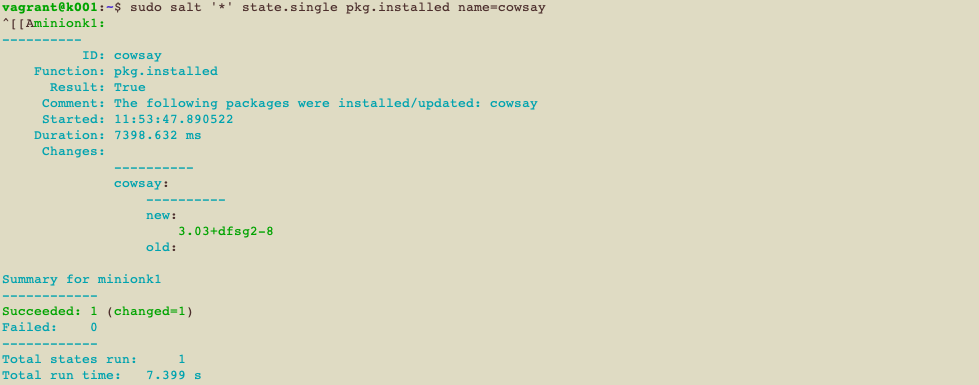 vagrant@k001:~$ sudo salt '*' state.single pkg.installed name=cowsay
^[[Aminionk1:
----------
          ID: cowsay
    Function: pkg.installed
      Result: True
     Comment: The following packages were installed/updated: cowsay
     Started: 11:53:47.890522
    Duration: 7398.632 ms
     Changes:
              ----------
              cowsay:
                  ----------
                  new:
                      3.03+dfsg2-8
                  old:

Summary for minionk1
------------
Succeeded: 1 (changed=1)
Failed:    0
------------
Total states run:     1
Total run time:   7.399 s